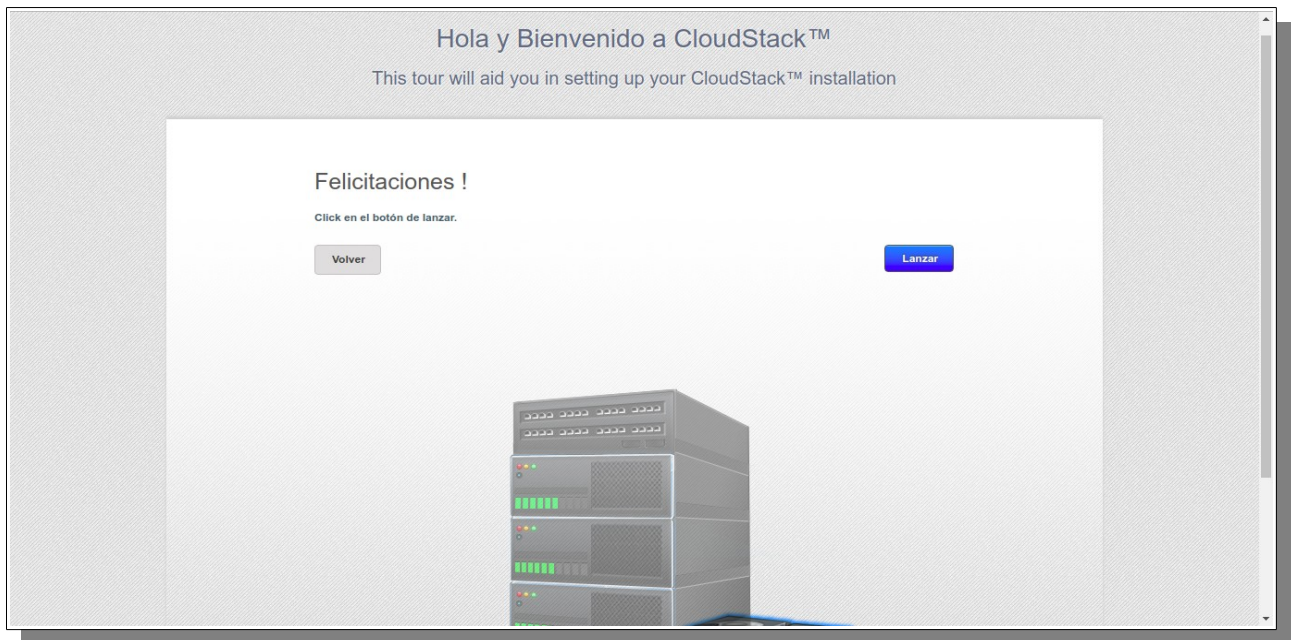 Hola y Bienvenido a CloudStack™
This tour will aid you in setting up your CloudStack™ installation
Felicitaciones !
Click en el botón de lanzar.
Volver
Lanzar